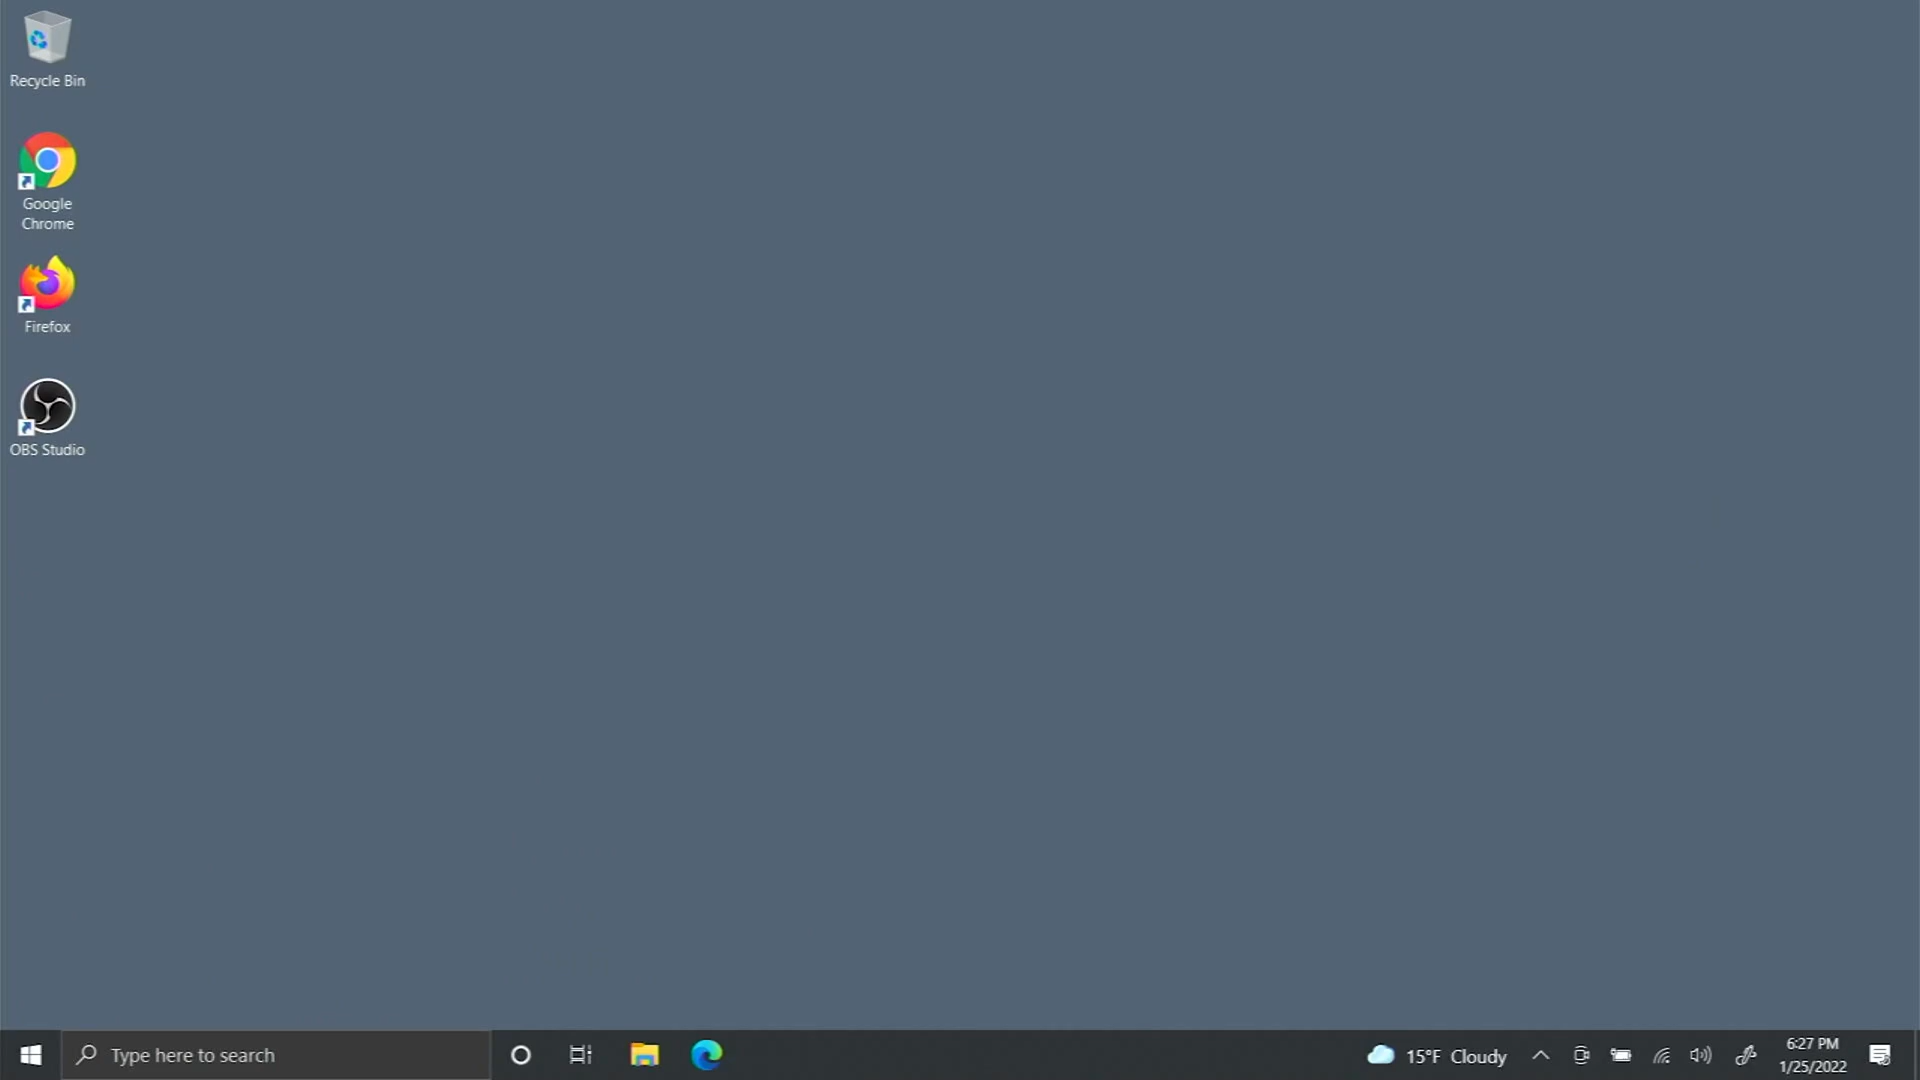 Recycle Bin
Google
Chrome
Firefox
OBS Studio
Type here to search
15°F Cloudy
6:27 PM
1/25/2022